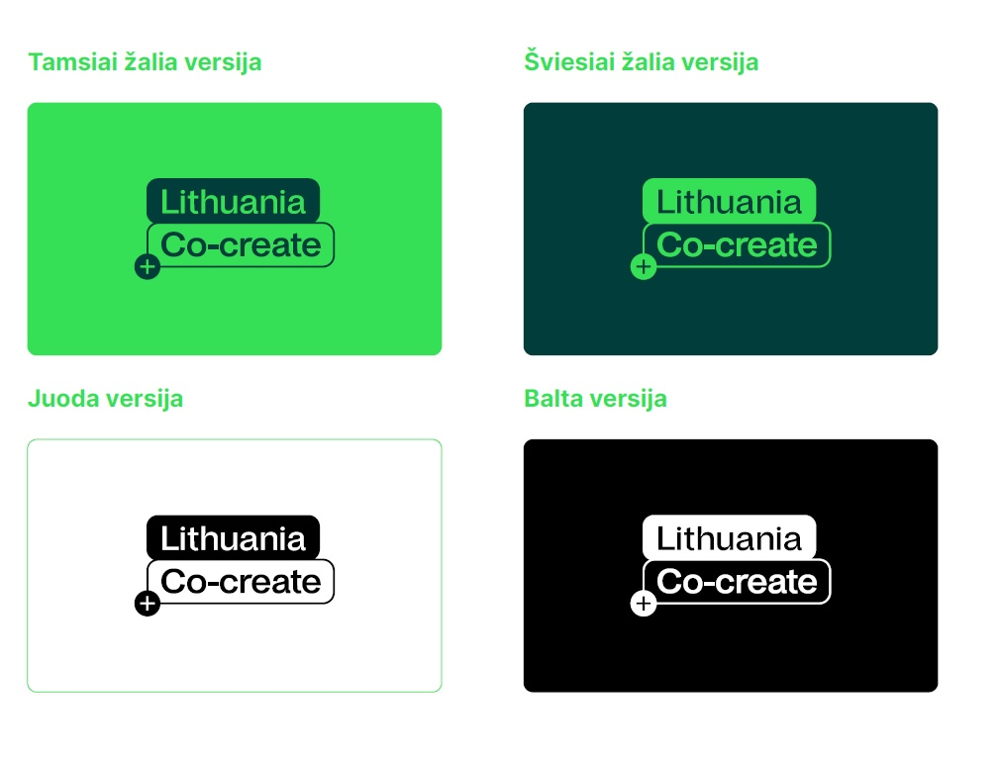 Tamsiai žalia versija
Lithuania
Co-create
Šviesiai žalia versija
Lithuania
Co-create
Juoda versija
Lithuania
Co-create
Balta versija
Lithuania
Co-create